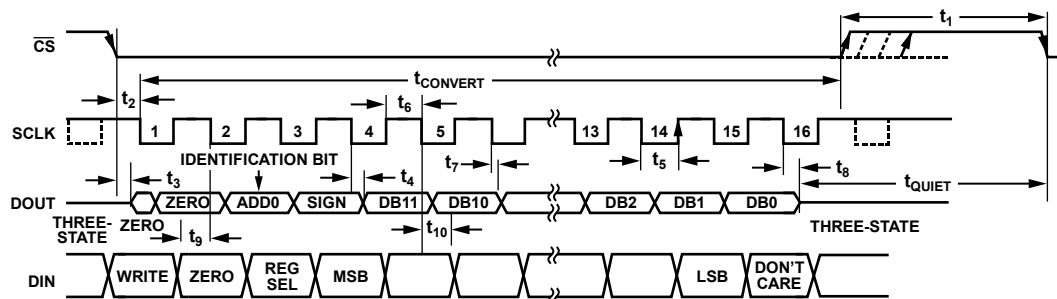 CS
t1
tCONVERT
t2
t6
SCLK
1 2 3 4 5 13 14 15 16
IDENTIFICATION BIT
t3
t4
t7
t5
t8
tQUIET
DOUT
ZERO ADD0 SIGN DB11 DB10 DB2 DB1 DB0
THREE-STATE
ZERO
t9
t10
THREE-STATE
DIN
WRITE ZERO REG SEL MSB LSB DON'T CARE